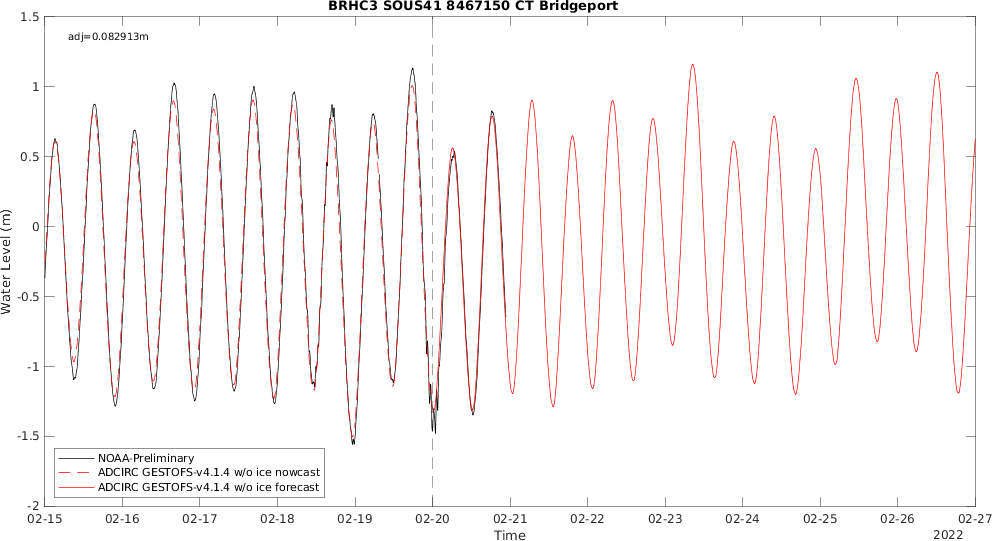 BRHC3 SOUS41 8467150 CT Bridgeport
adj=0.082913m
1.5
1
0.5
0
-0.5
-1
-1.5
-2
Water Level (m)
NOAA-Preliminary
ADCIRC GESTOFS-v4.1.4 w/o ice nowcast
ADCIRC GESTOFS-v4.1.4 w/o ice forecast
02-15 02-16 02-17 02-18 02-19 02-20 02-21 02-22 02-23 02-24 02-25 02-26 02-27
Time
2022